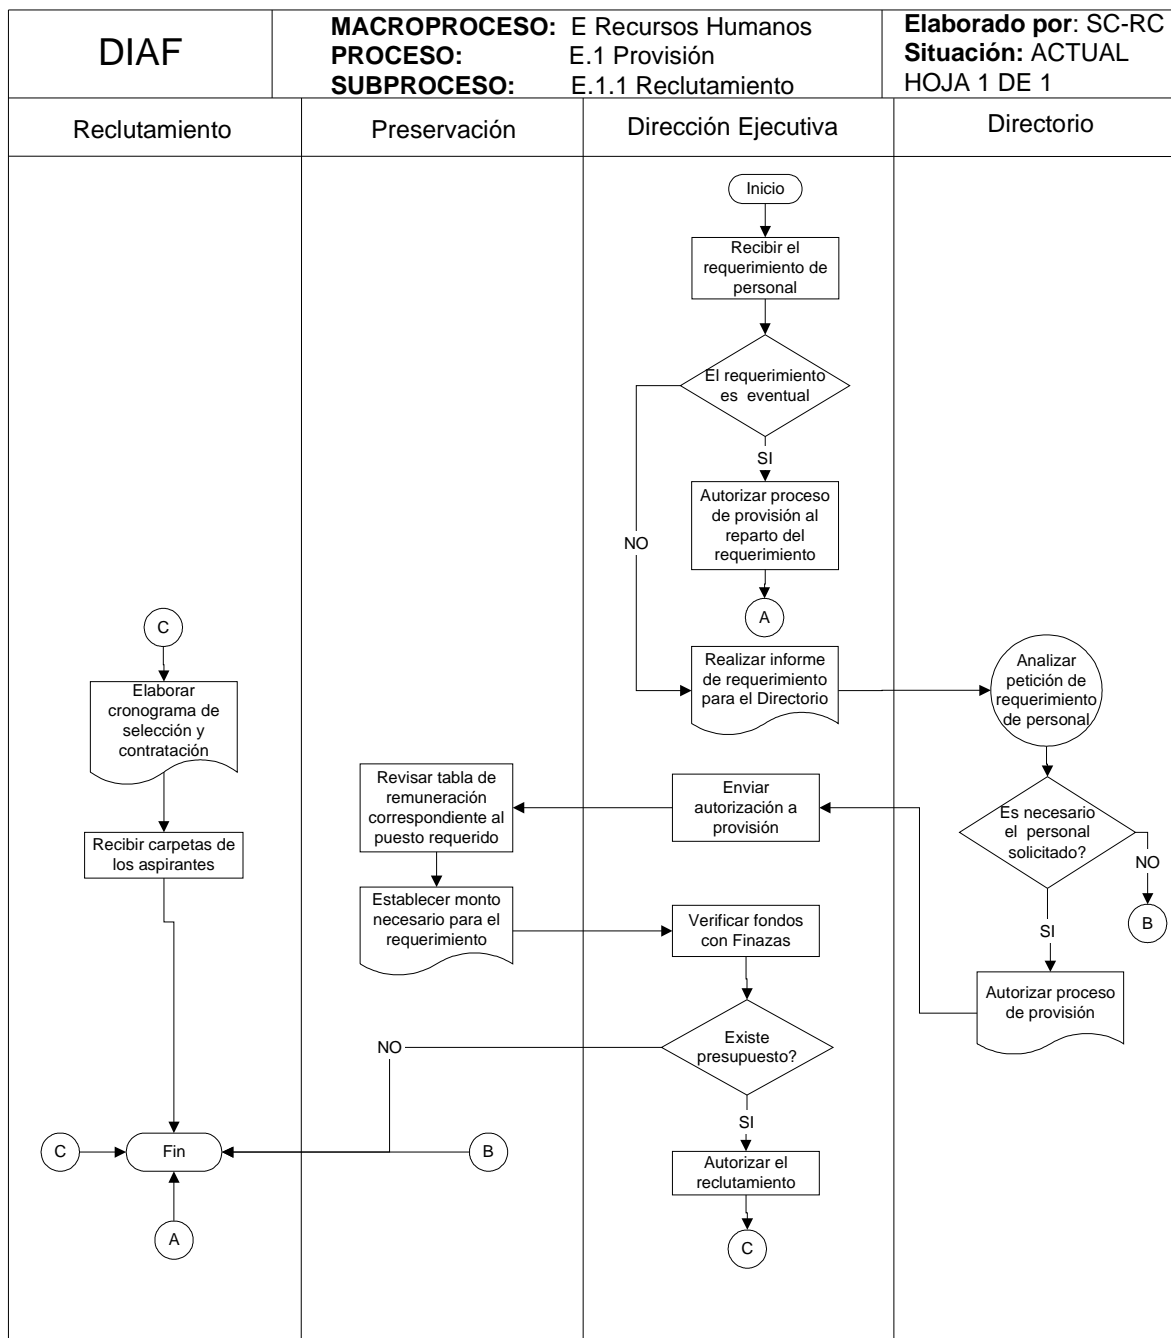 DIAF
MACROPROCESO: E Recursos Humanos
PROCESO: E.1 Provisión
SUBPROCESO: E.1.1 Reclutamiento
Elaborado por: SC-RC
Situación: ACTUAL
HOJA 1 DE 1
Reclutamiento
Preservación
Dirección Ejecutiva
Directorio
Inicio
Recibir el
requerimiento de
personal
El requerimiento
es eventual
SI
NO
Autorizar proceso
de provisión al
reparto del
requerimiento
A
Realizar informe
de requerimiento
para el Directorio
Analizar
petición de
requerimiento
de personal
Es necesario
el personal
solicitado?
NO
B
SI
Autorizar proceso
de provisión
Enviar
autorización a
provisión
Revisar tabla de
remuneración
correspondiente al
puesto requerido
Establecer monto
necesario para el
requerimiento
Verificar fondos
con Finazas
Existe
presupuesto?
NO
SI
Autorizar el
reclutamiento
C
C
Elaborar
cronograma de
selección y
contratación
Recibir carpetas de
los aspirantes
C
Fin
B
A